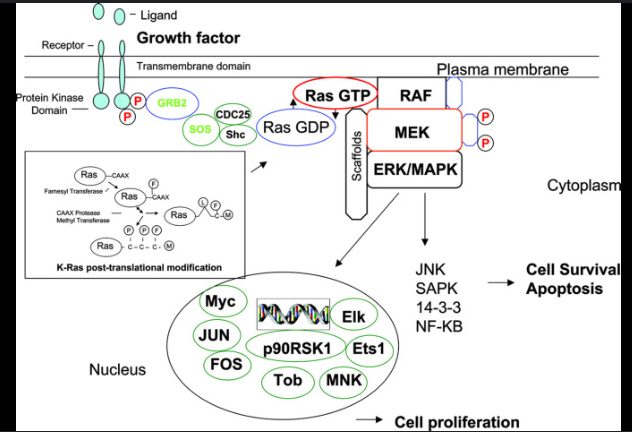 Ligand
Growth factor
Receptor
Transmembrane domain
Plasma membrane
Protein Kinase
Domain
P
P
GRB2
SOS
CDC25
Shc
Ras GDP
Ras GTP
RAF
MEK
ERK/MAPK
Scaffolds
P
P
Cytoplasm
Ras
CAAX
Famesyl Transferase
Ras
F
CAAX
CAAX Protease
Methyl Transferase
Ras
L
F
C
M
P
P
F
Ras
C - C - C - M
K-Ras post-translational modification
JNK
SAPK
14-3-3
NF-KB
Cell Survival
Apoptosis
Nucleus
Myc
JUN
FOS
Elk
p90RSK1
Ets1
Tob
MNK
Cell proliferation